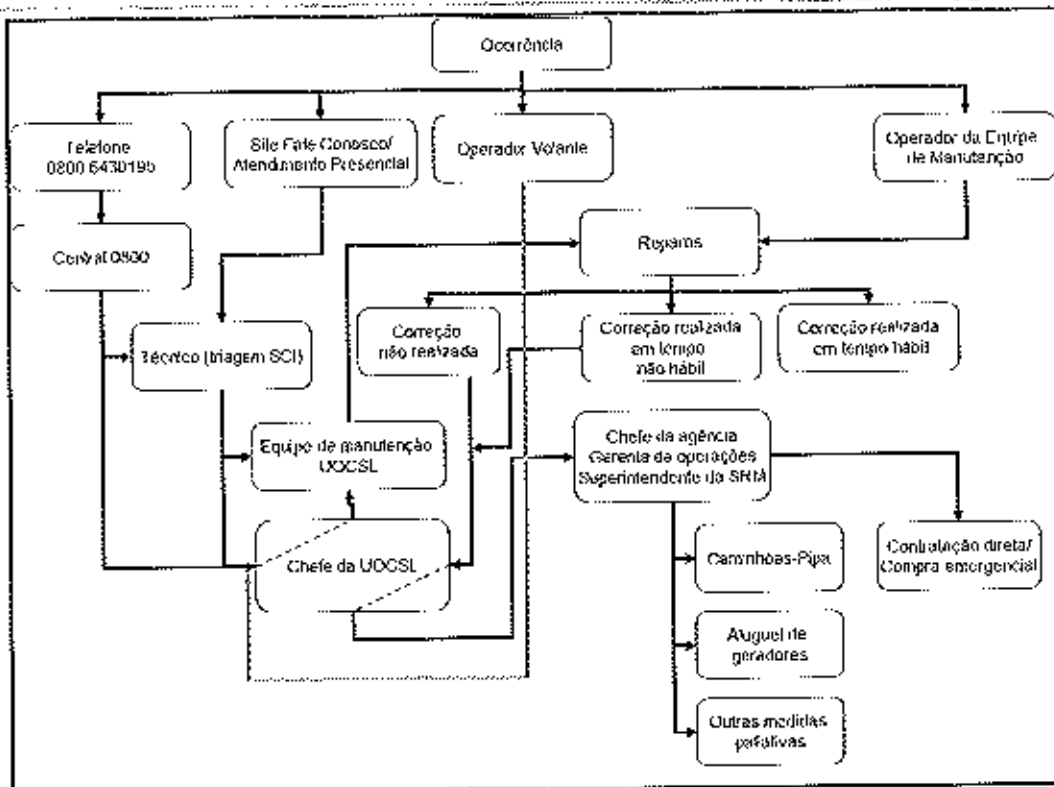 Ocorrência
Telefone
0800 6430195
Site Fale Conosco/
Atendimento Presencial
Operador Volante
Operador da Equipe
de Manutenção
Central 0800
Reparos
Técnico (triagem SCI)
Correção
não realizada
Correção realizada
em tempo
não hábil
Correção realizada
em tempo hábil
Equipe de manutenção
UOCSL
Chefe da agência
Gerente de operações
Superintendente da SRM
Chefe da UOCSL
Caminhões-Pipa
Contratação direta/
Compra emergencial
Aluguel de
geradores
Outras medidas
paliativas